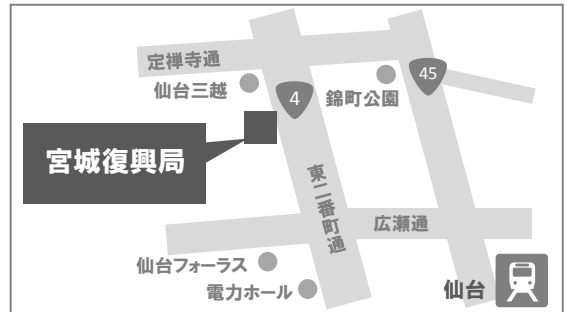 定禅寺通
仙台三越
4
錦町公園
45
宮城復興局
東二番町通
広瀬通
仙台フォーラス
電力ホール
仙台